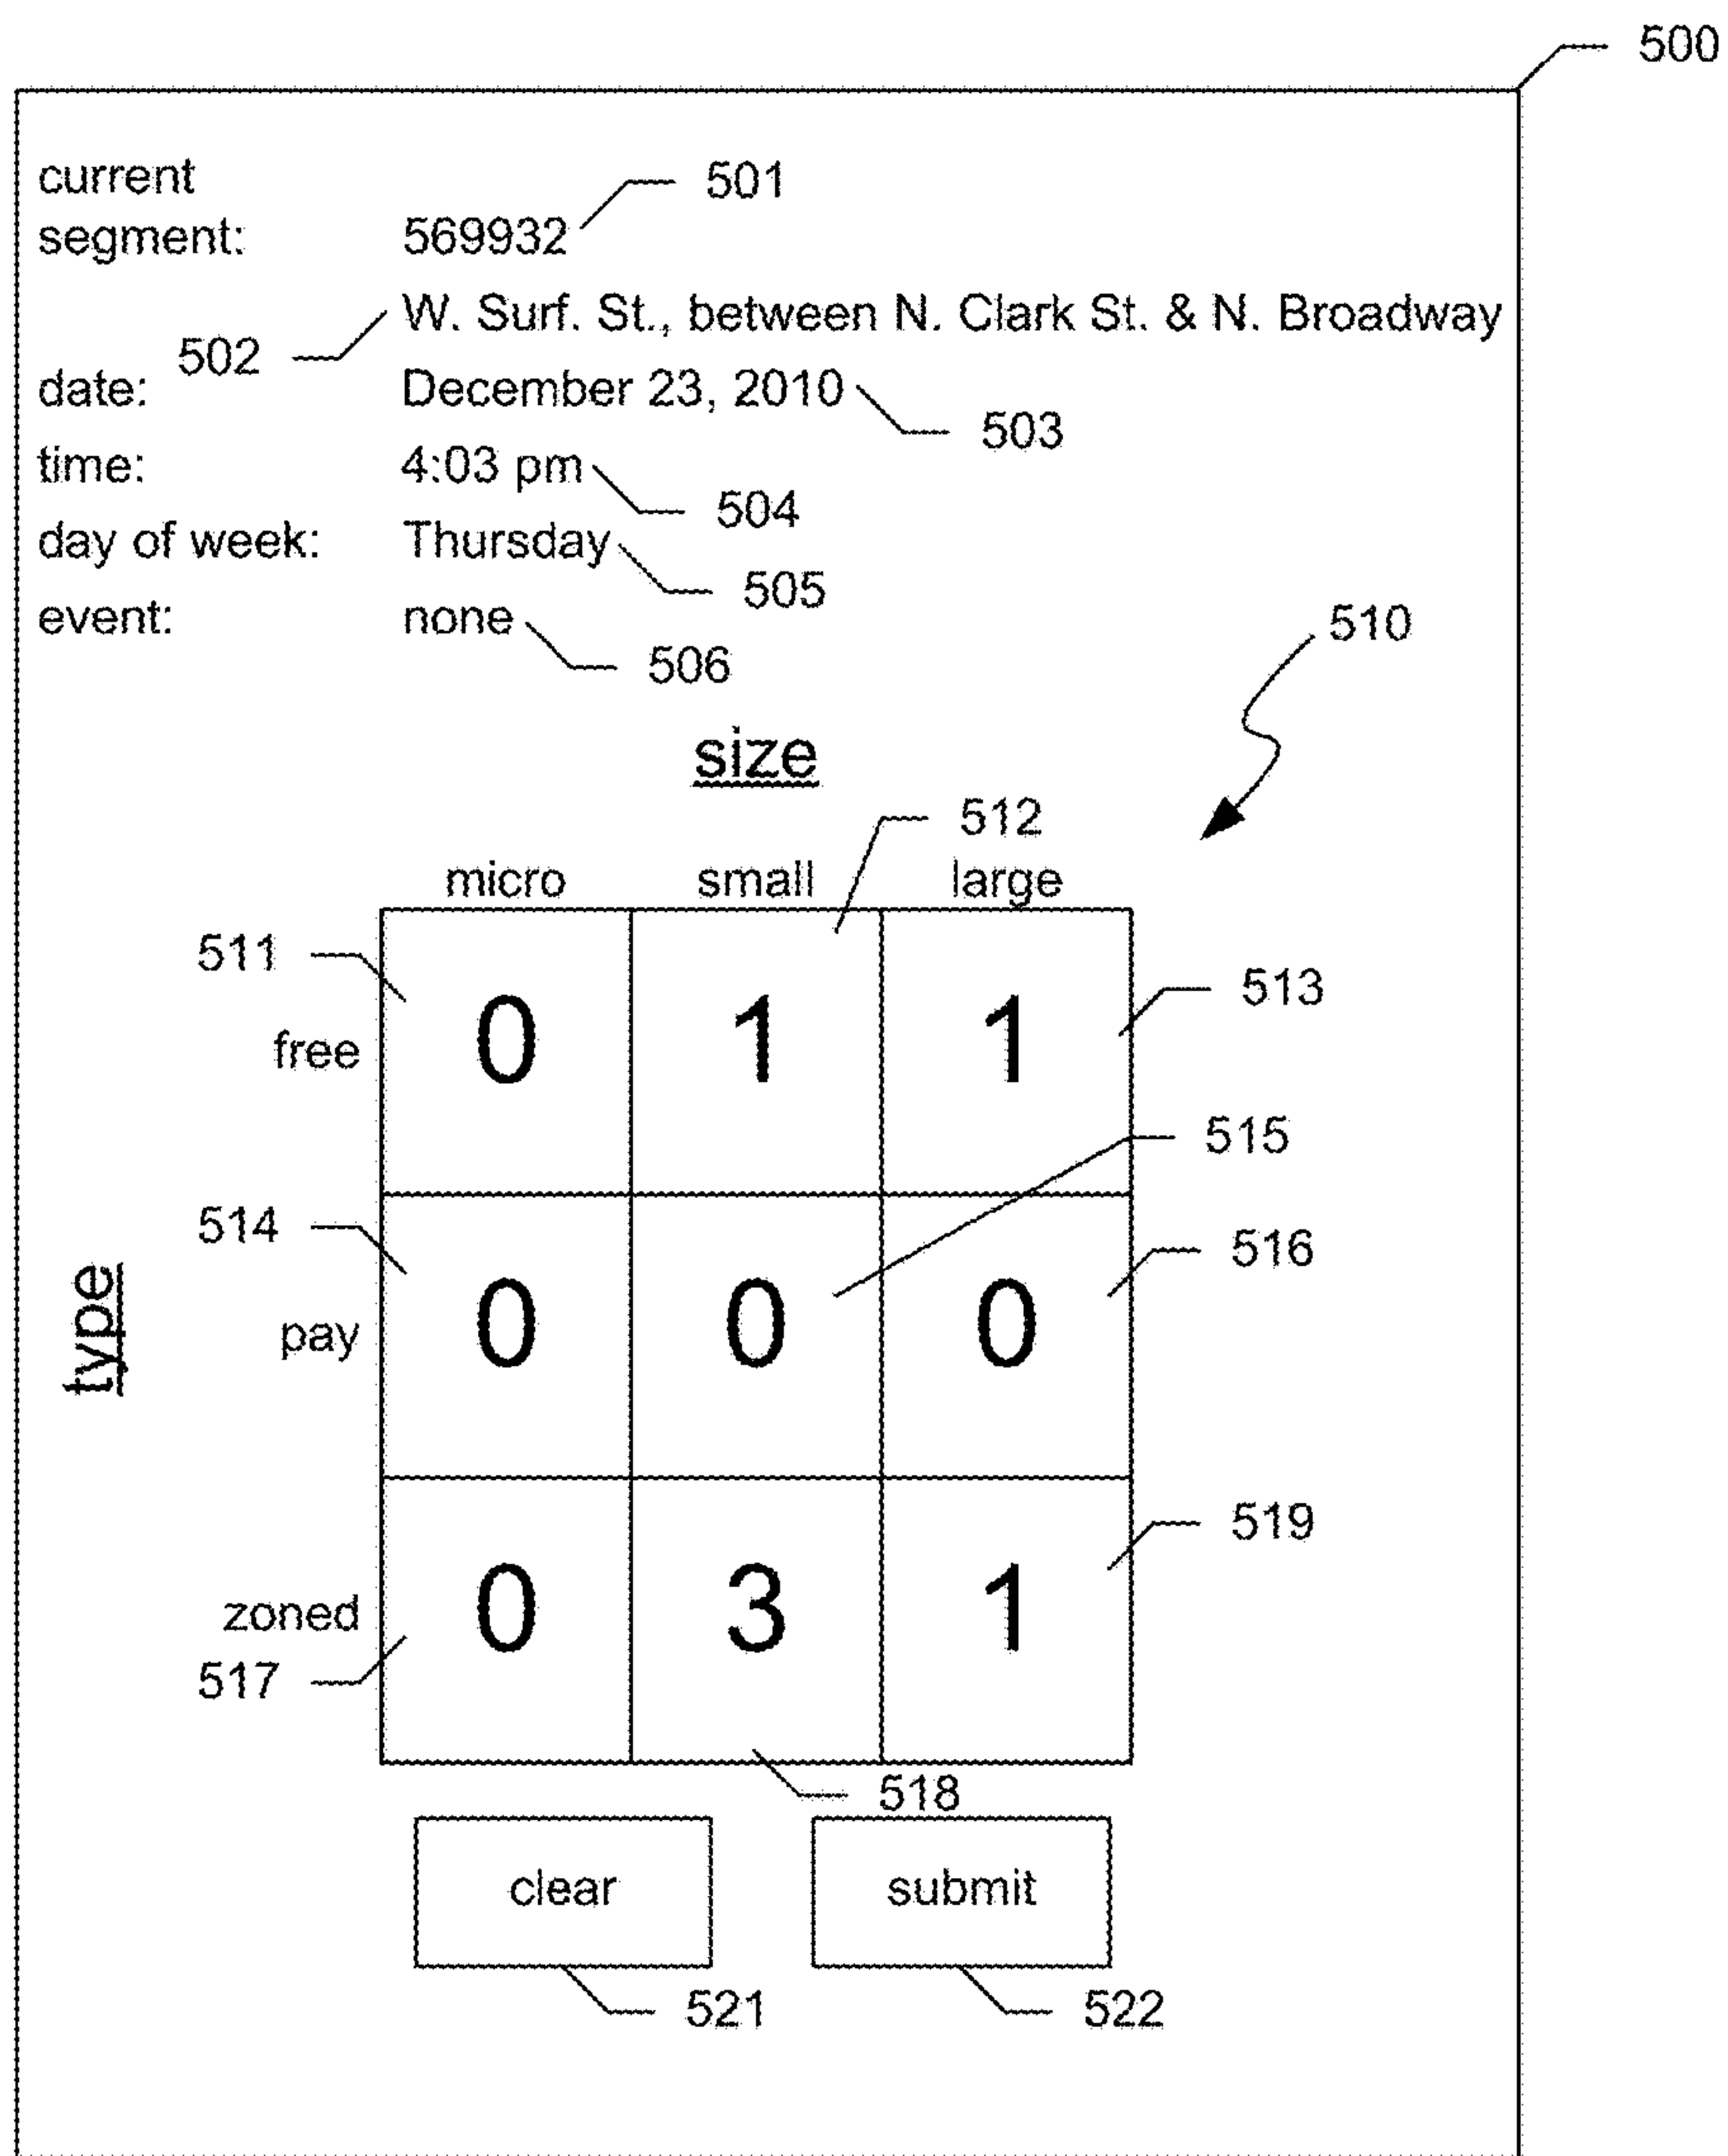 500
current 501
segment: 569932
W. Surf. St., between N. Clark St. & N. Broadway
502
date: December 23, 2010
503
time: 4:03 pm
504
day of week: Thursday
505
event: none
510
506
size
512
micro small large
511
513
free 0 1 1
515
514
516
type
pay 0 0 0
519
zoned 0 3 1
517
518
clear submit
521 522